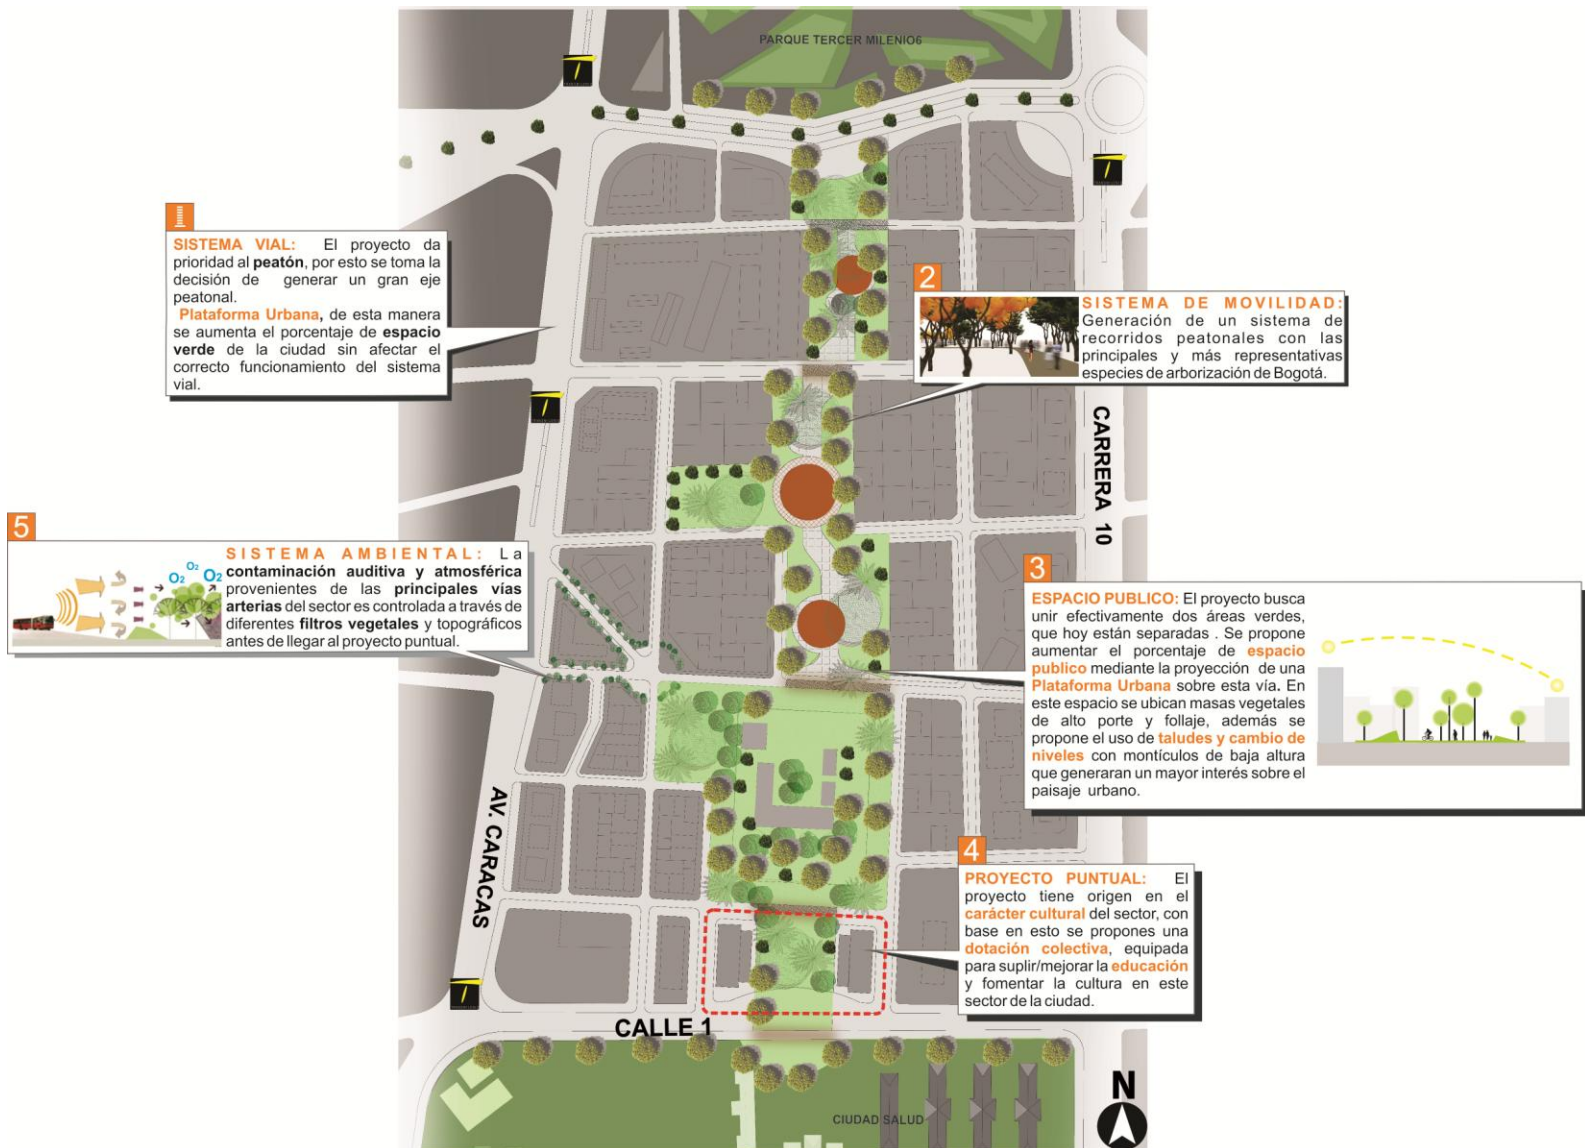 PARQUE TERCER MILENIO6
1
SISTEMA VIAL: El proyecto da
prioridad al peatón, por esto se toma la
decisión de generar un gran eje
peatonal.
Plataforma Urbana, de esta manera
se aumenta el porcentaje de espacio
verde de la ciudad sin afectar el
correcto funcionamiento del sistema
vial.
2
SISTEMA DE MOVILIDAD:
Generación de un sistema de
recorridos peatonales con las
principales y más representativas
especies de arborización de Bogotá.
CARRERA 10
5
SISTEMA AMBIENTAL: La
contaminación auditiva y atmosférica
provenientes de las principales vías
arterias del sector es controlada a través de
diferentes filtros vegetales y topográficos
antes de llegar al proyecto puntual.
O2 O2 O2
3
ESPACIO PUBLICO: El proyecto busca
unir efectivamente dos áreas verdes,
que hoy están separadas . Se propone
aumentar el porcentaje de espacio
publico mediante la proyección de una
Plataforma Urbana sobre esta vía. En
este espacio se ubican masas vegetales
de alto porte y follaje, además se
propone el uso de taludes y cambio de
niveles con montículos de baja altura
que generaran un mayor interés sobre el
paisaje urbano.
AV. CARACAS
4
PROYECTO PUNTUAL: El
proyecto tiene origen en el
carácter cultural del sector, con
base en esto se propones una
dotación colectiva, equipada
para suplir/mejorar la educación
y fomentar la cultura en este
sector de la ciudad.
CALLE 1
CIUDAD SALUD
N